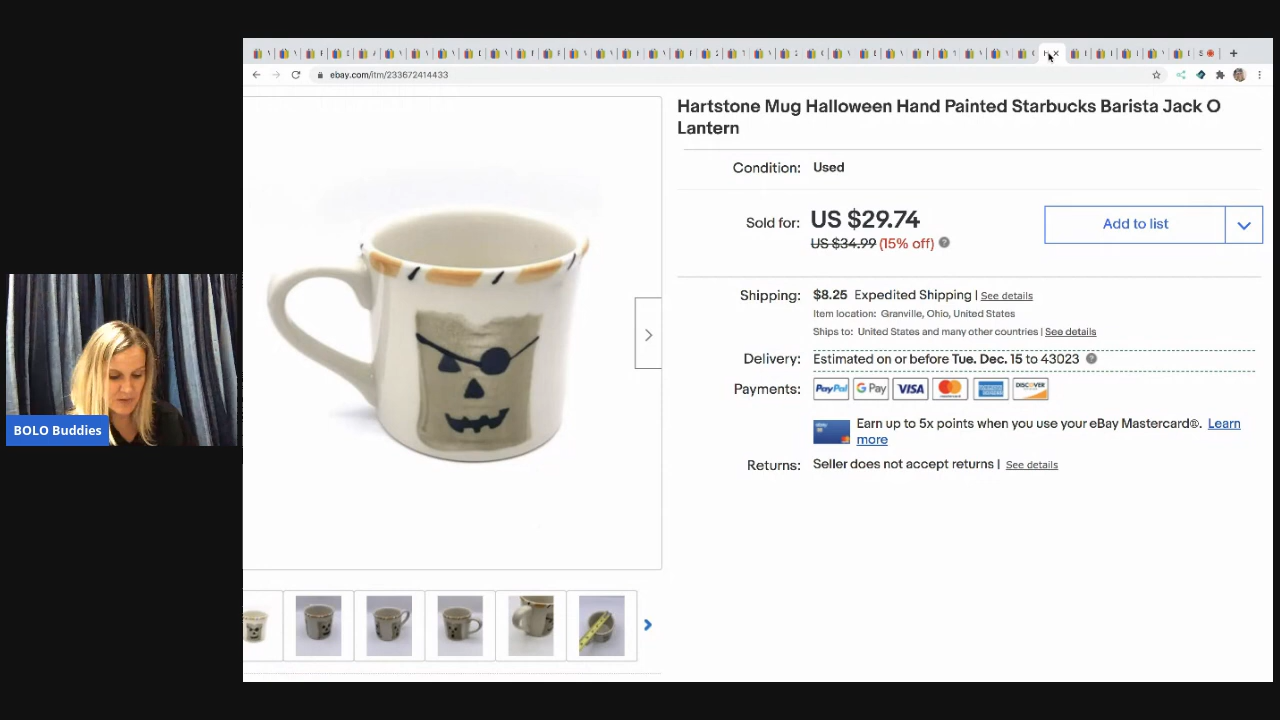 ebay.com/itm/233672414433
Hartstone Mug Halloween Hand Painted Starbucks Barista Jack O
Lantern
Condition: Used
Sold for: US $29.74
US $34.99 (15% off)
Add to list
Shipping: $8.25 Expedited Shipping | See details
Item location: Granville, Ohio, United States
Ships to: United States and many other countries | See details
Delivery: Estimated on or before Tue. Dec. 15 to 43023
Payments: PayPal G Pay VISA DISCOVER
Earn up to 5x points when you use your eBay Mastercard®. Learn
more
Returns: Seller does not accept returns | See details
BOLO Buddies